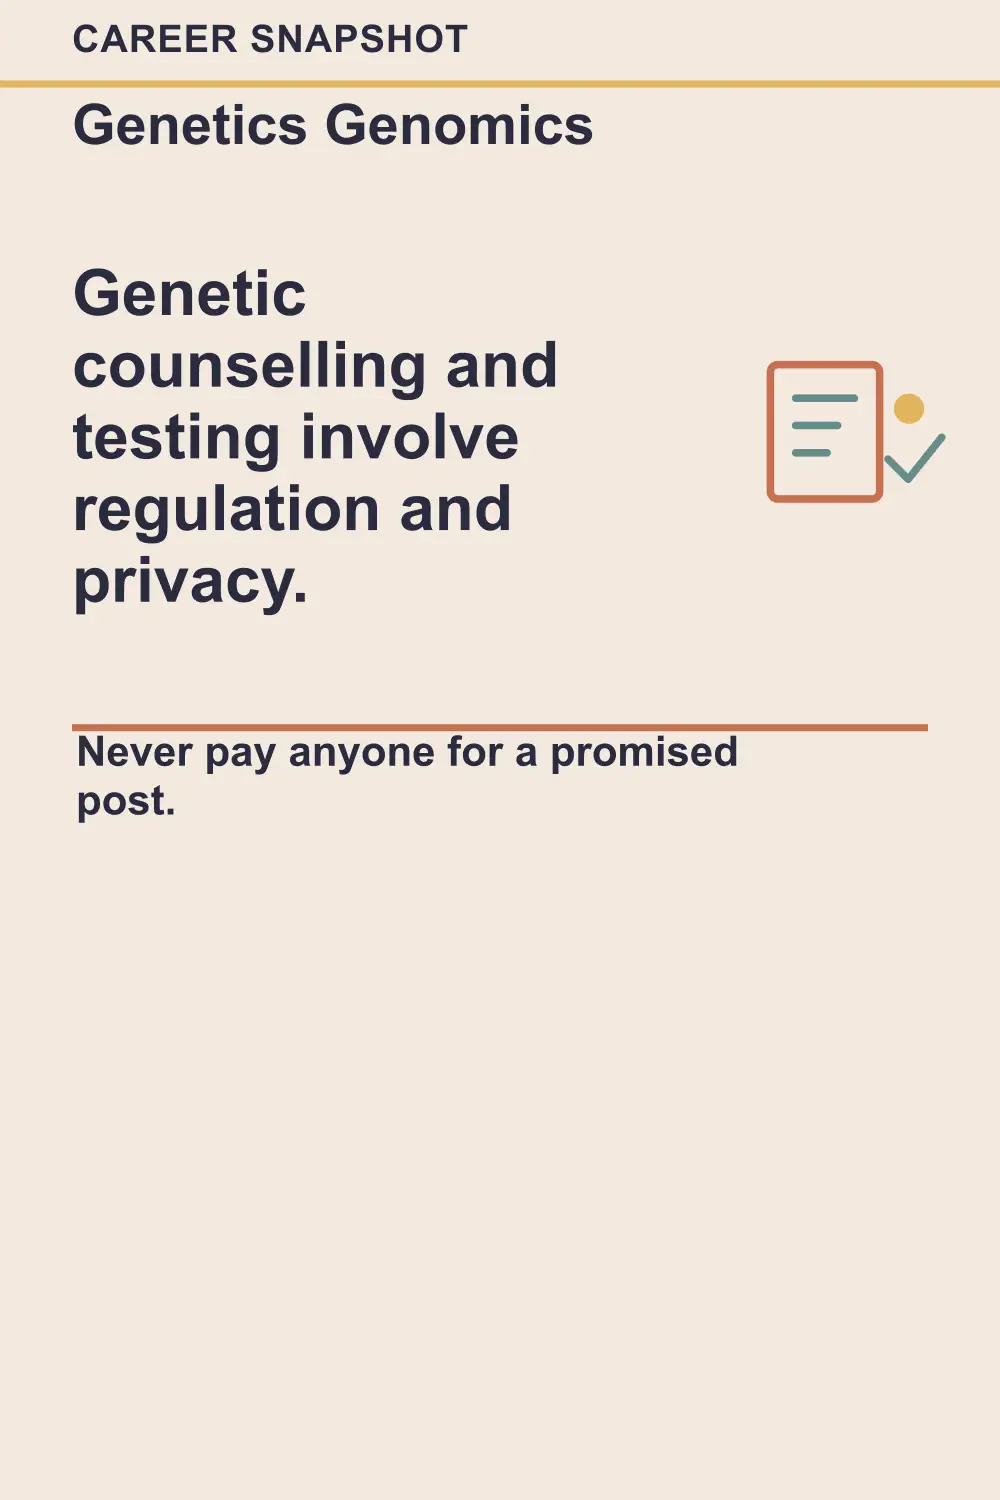 CAREER SNAPSHOT
Genetics Genomics
Genetic
counselling and
testing involve
regulation and
privacy.
Never pay anyone for a promised
post.